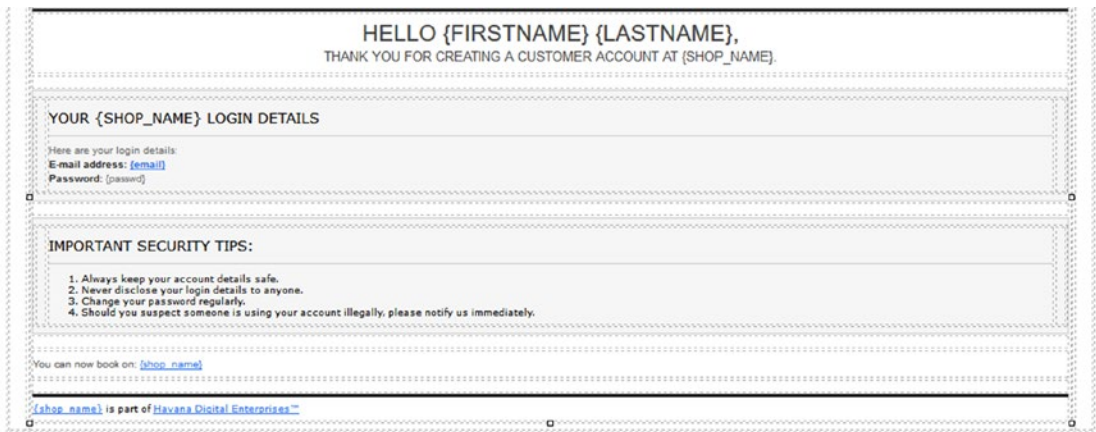 HELLO {FIRSTNAME} {LASTNAME},
THANK YOU FOR CREATING A CUSTOMER ACCOUNT AT {SHOP_NAME}.
YOUR {SHOP_NAME} LOGIN DETAILS
Here are your login details:
E-mail address: {email}
Password: {passwd}
IMPORTANT SECURITY TIPS:
1. Always keep your account details safe.
2. Never disclose your login details to anyone.
3. Change your password regularly.
4. Should you suspect someone is using your account illegally, please notify us immediately.
You can now book on: {shop_name}
{shop_name} is part of Havana Digital Enterprises™